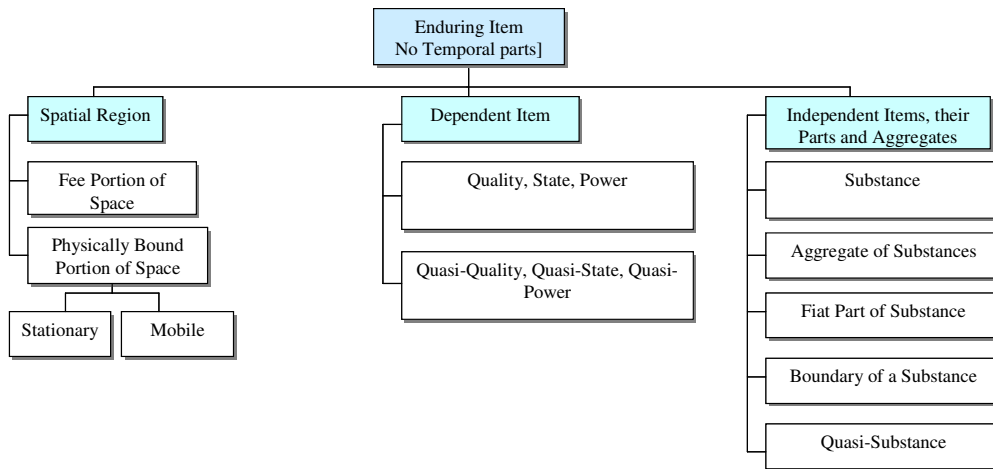 Enduring Item
No Temporal parts]
Spatial Region
Fee Portion of
Space
Physically Bound
Portion of Space
Stationary
Mobile
Dependent Item
Quality, State, Power
Quasi-Quality, Quasi-State, Quasi-
Power
Independent Items, their
Parts and Aggregates
Substance
Aggregate of Substances
Fiat Part of Substance
Boundary of a Substance
Quasi-Substance